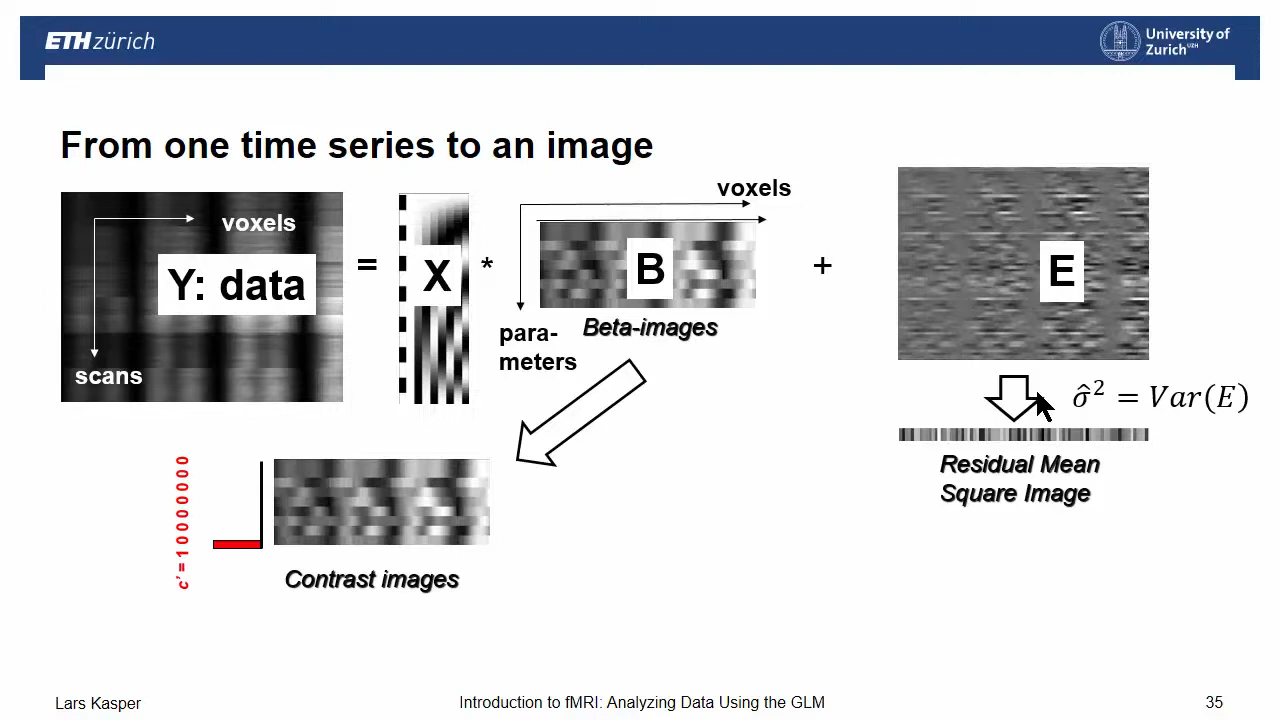 ETH zürich
University of
Zurich UZH
From one time series to an image
voxels
Y: data
scans
=
X
*
voxels
B
para-
meters
Beta-images
+
E
σ̂² = Var(E)
Residual Mean
Square Image
c' = 1 0 0 0 0 0 0 0 0
Contrast images
Lars Kasper
Introduction to fMRI: Analyzing Data Using the GLM
35